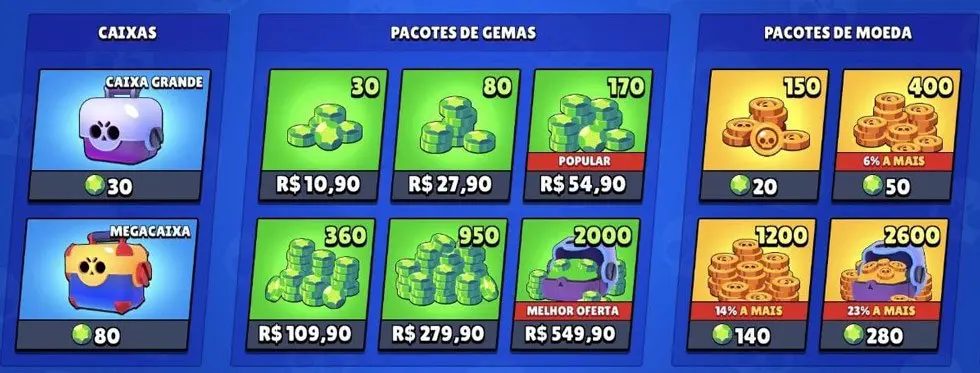 CAIXAS
CAIXA GRANDE
30
MEGACAIXA
80
PACOTES DE GEMAS
30
R$ 10,90
80
R$ 27,90
170
POPULAR
R$ 54,90
360
R$ 109,90
950
R$ 279,90
2000
MELHOR OFERTA
R$ 549,90
PACOTES DE MOEDA
150
20
400
6% A MAIS
50
1200
14% A MAIS
140
2600
23% A MAIS
280